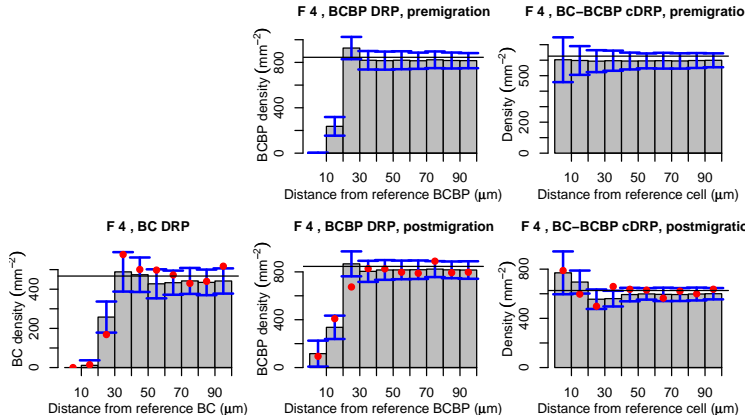 F 4 , BCBP DRP, premigration
F 4 , BC−BCBP cDRP, premigratio
BCBP density (mm−2)
0 400 800
10 30 50 70 90
Distance from reference BCBP (μm)
Density (mm−2)
0 400 800
10 30 50 70 90
Distance from reference cell (μm)
F 4 , BC DRP
F 4 , BCBP DRP, postmigration
F 4 , BC−BCBP cDRP, postmigratio
BC density (mm−2)
0 200 400
10 30 50 70 90
Distance from reference BC (μm)
BCBP density (mm−2)
0 400 800
10 30 50 70 90
Distance from reference BCBP (μm)
Density (mm−2)
0 400 800
10 30 50 70 90
Distance from reference cell (μm)